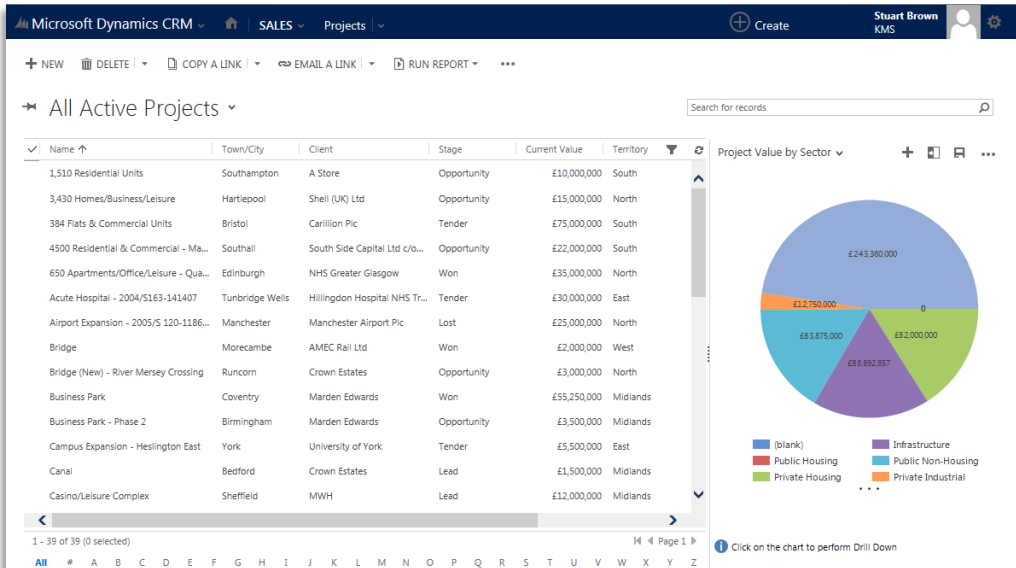 Microsoft Dynamics CRM SALES Projects Create Stuart Brown
KMS
NEW DELETE COPY A LINK EMAIL A LINK RUN REPORT •••
All Active Projects
Search for records
Name Town/City Client Stage Current Value Territory
1,510 Residential Units Southampton A Store Opportunity £10,000,000 South
3,430 Homes/Business/Leisure Hartlepool Shell (UK) Ltd Opportunity £15,000,000 North
384 Flats & Commercial Units Bristol Carillion Plc Tender £75,000,000 South
4500 Residential & Commercial - Ma... Southall South Side Capital Ltd c/o... Opportunity £22,000,000 South
650 Apartments/Office/Leisure - Qua... Edinburgh NHS Greater Glasgow Won £35,000,000 North
Acute Hospital - 2004/S163-141407 Tunbridge Wells Hillingdon Hospital NHS Tr... Tender £30,000,000 East
Airport Expansion - 2005/S 120-1186... Manchester Manchester Airport Plc Lost £25,000,000 North
Bridge Morecambe AMEC Rail Ltd Won £2,000,000 West
Bridge (New) - River Mersey Crossing Runcorn Crown Estates Opportunity £3,000,000 North
Business Park Coventry Marden Edwards Won £55,250,000 Midlands
Business Park - Phase 2 Birmingham Marden Edwards Opportunity £3,500,000 Midlands
Campus Expansion - Heslington East York University of York Tender £5,500,000 East
Canal Bedford Crown Estates Lead £1,500,000 Midlands
Casino/Leisure Complex Sheffield MWH Lead £12,000,000 Midlands
1 - 39 of 39 (0 selected) Page 1
All # A B C D E F G H I J K L M N O P Q R S T U V W X Y Z
Project Value by Sector
£243,360,000
£12,750,000 0
£83,875,000 £82,000,000
£88,892,857
(blank) Infrastructure
Public Housing Public Non-Housing
Private Housing Private Industrial
Click on the chart to perform Drill Down